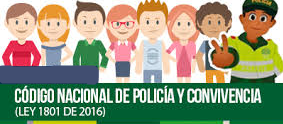 CÓDIGO NACIONAL DE POLICÍA Y CONVIVENCIA
(LEY 1801 DE 2016)